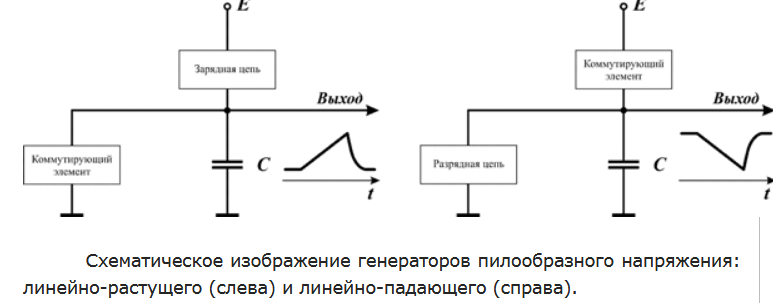 E
E
Зарядная цепь
Коммутирующий
элемент
Выход
Выход
Коммутирующий
элемент
C
Разрядная цепь
C
t
t
Схематическое изображение генераторов пилообразного напряжения:
линейно-растущего (слева) и линейно-падающего (справа).